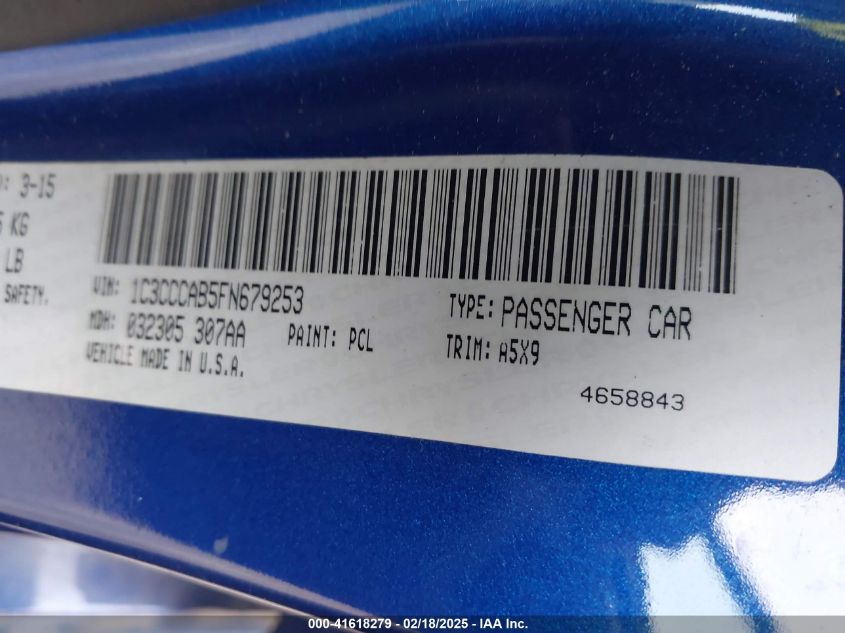 : 3-15
KG
LB
SAFETY.
VIN: 1C3CCCAB5FN679253
MDH: 032305 307AA
PAINT: PCL
VEHICLE MADE IN U.S.A.
TYPE: PASSENGER CAR
TRIM: A5X9
4658843
000-41618279 - 02/18/2025 - IAA Inc.